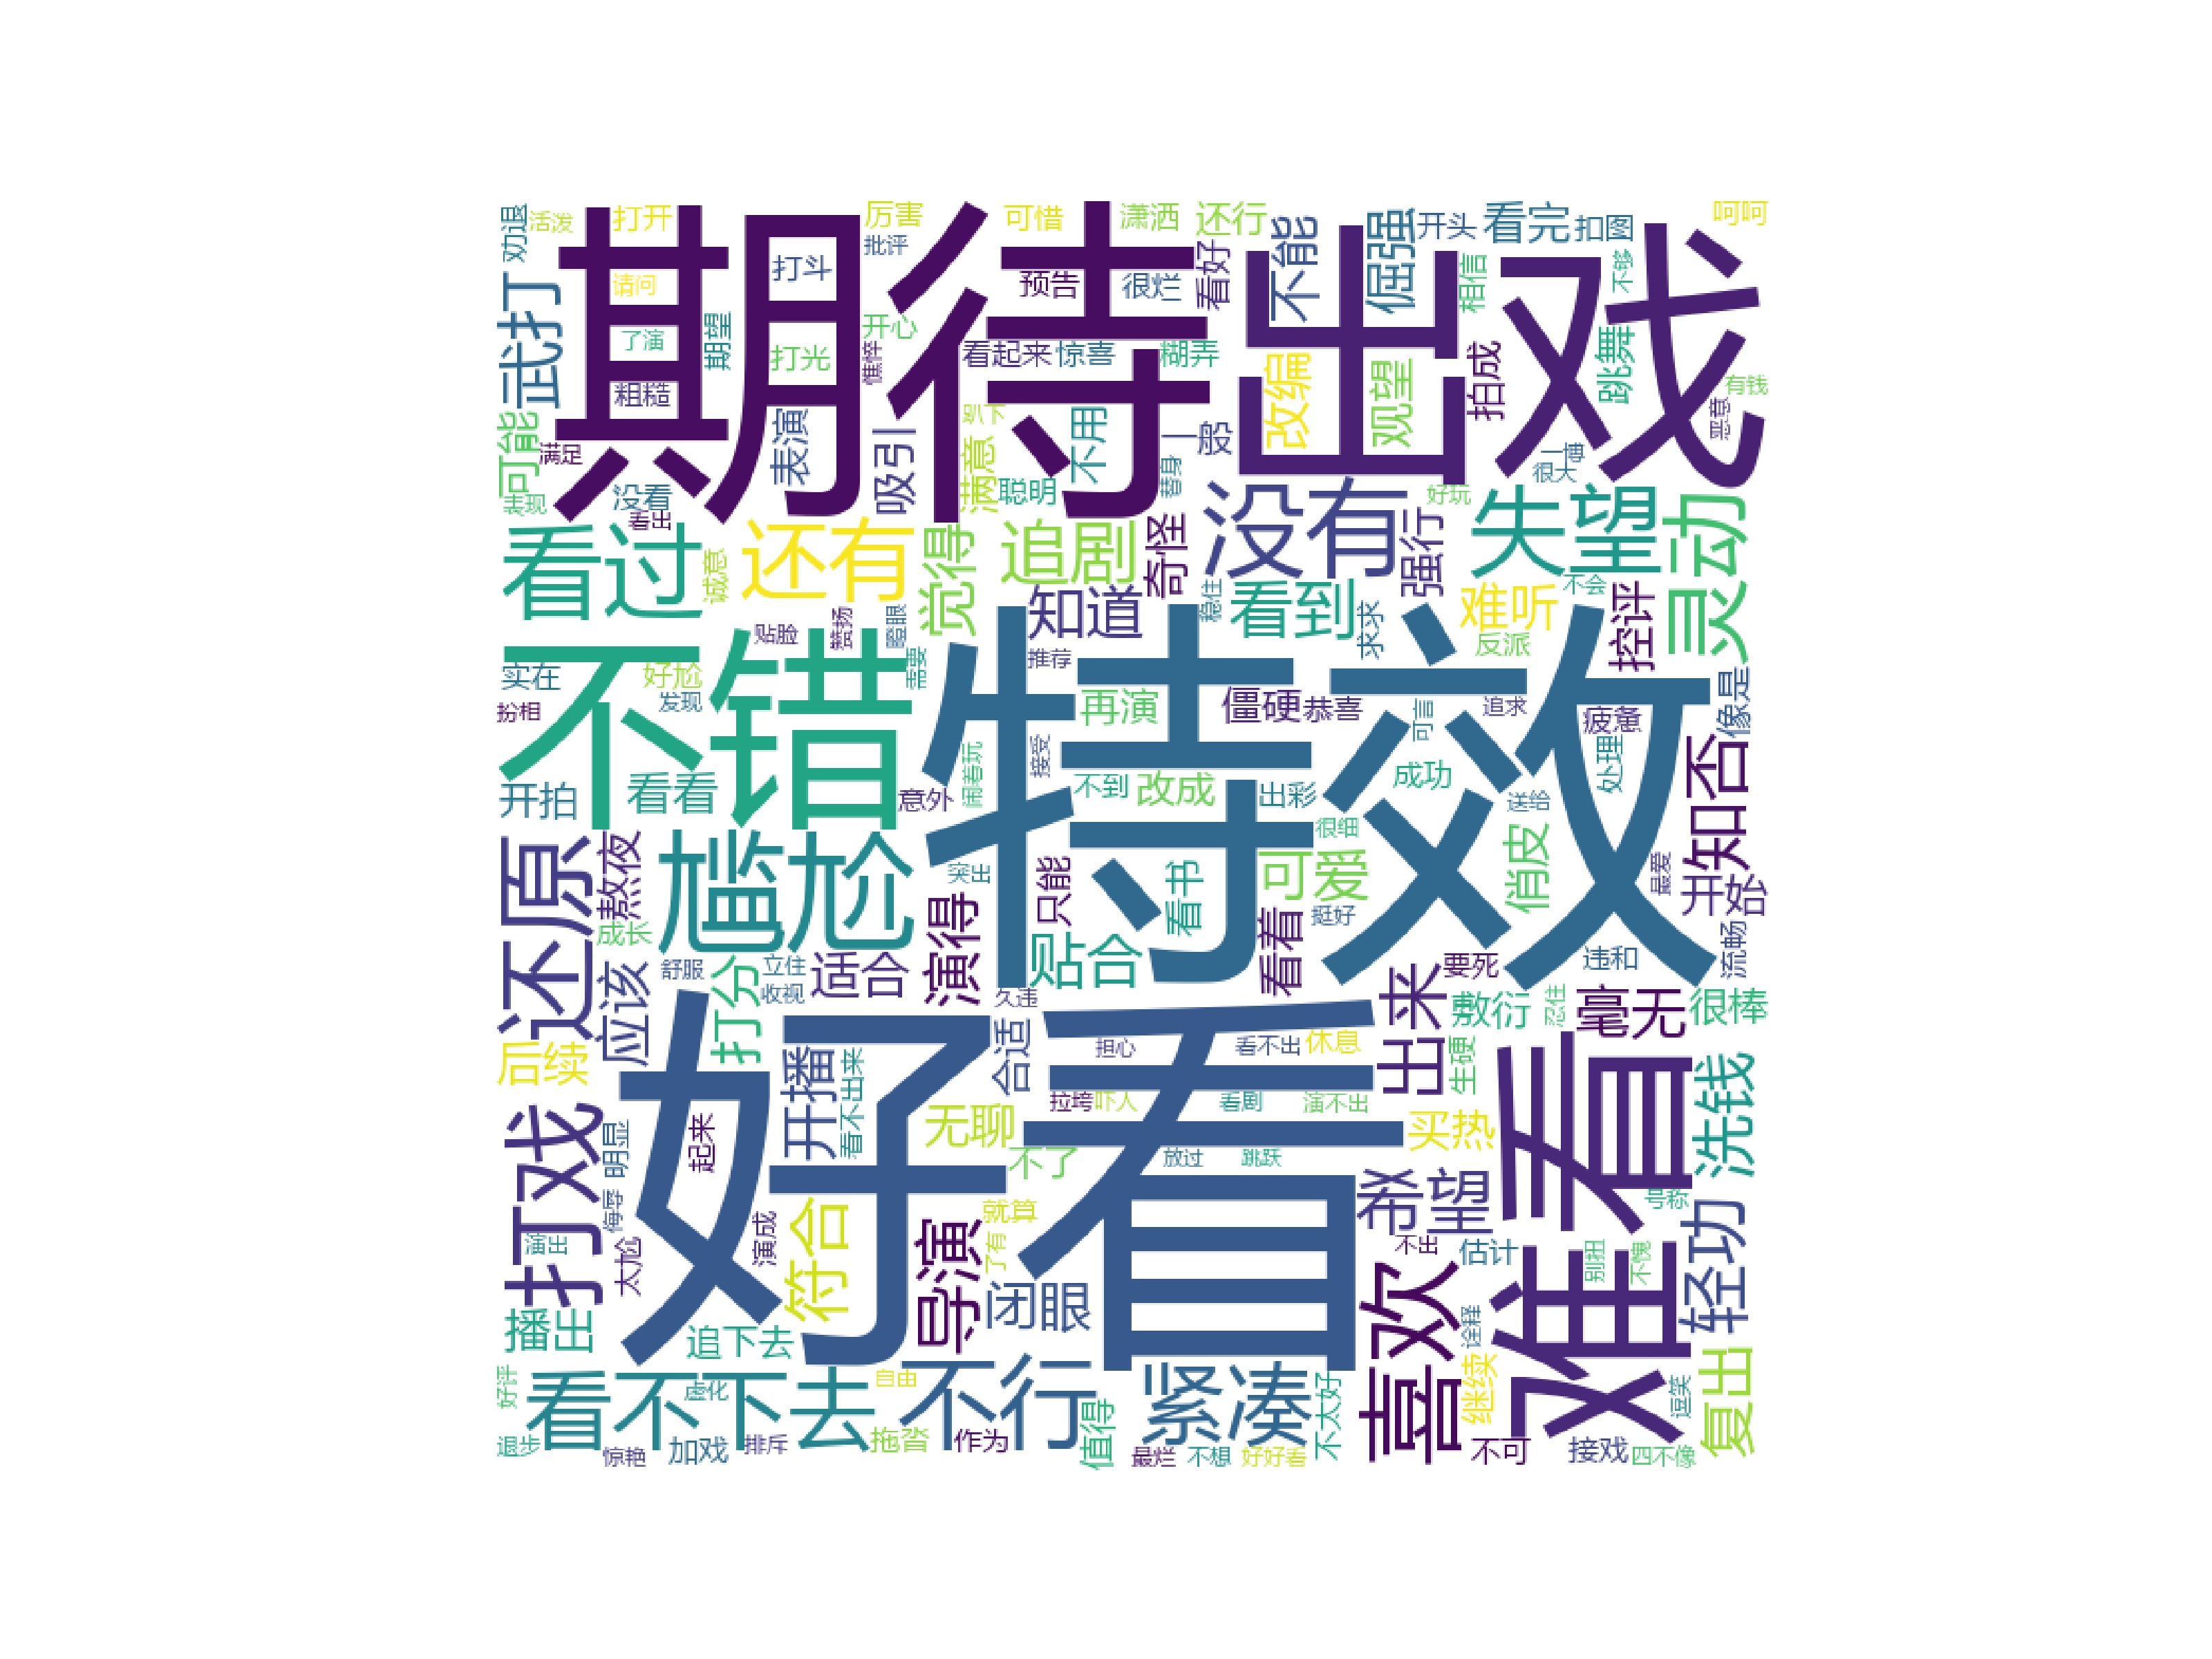 劝退
活泼
打开
厉害
可惜
潇洒
还行
不能
倔强
开头
看完
扣图
呵呵
期待
出戏
武打
请问
打斗
批评
预告
很烂
看好
相信
不够
了演
期望
打光
开心
憔悴
看起来
惊喜
糊弄
改编
观望
拍成
跳舞
有钱
恶意
粗糙
可能
满足
表演
吸引
趴下
满意
不用
一般
替身
一博
很大
表现
没看
看出
聪明
没有
好玩
失望
灵动
看过
诚意
还有
觉得
追剧
奇怪
强行
知道
稳住
看到
求求
难听
不会
控评
反派
贴脸
赞扬
瞪眼
不错
特效
实在
好尬
需要
推荐
扮相
发现
再演
僵硬
恭喜
可言
追求
疲惫
像是
开拍
看看
意外
闹着玩
接受
不到
改成
出彩
成功
送给
处理
知否
还原
熬夜
尴尬
突出
只能
看书
很细
可爱
俏皮
最爱
开始
成长
舒服
立住
收视
适合
演得
贴合
看着
挺好
要死
违和
流畅
应该
打分
久违
出来
敷衍
忍住
毫无
很棒
后续
好看
开播
看不出来
合适
担心
看不出
休息
生硬
难看
洗钱
打戏
明显
起来
无聊
拉垮
吓人
看剧
演不出
买热
不了
放过
跳跃
侮辱
希望
号称
演出
太尬
演成
符合
导演
就算
了有
不出
估计
别扭
不愧
轻功
播出
追下去
闭眼
喜欢
诠释
好评
看不下去
虚化
自由
不行
紧凑
不太好
继续
逗笑
复出
退步
惊艳
加戏
排斥
拖沓
作为
值得
最烂
不想
好好看
不可
接戏
四不像